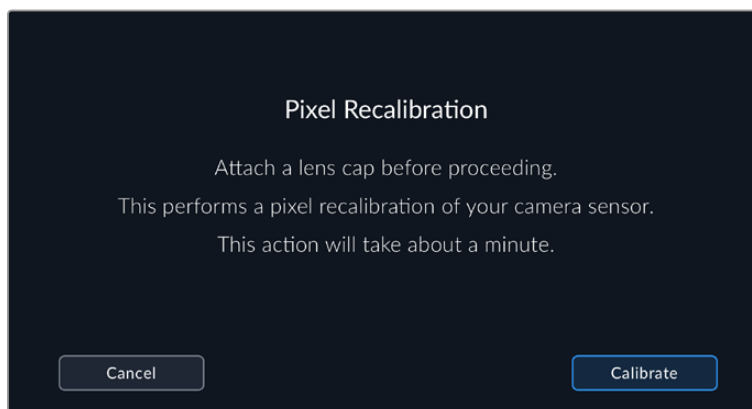 Pixel Recalibration
Attach a lens cap before proceeding.
This performs a pixel recalibration of your camera sensor.
This action will take about a minute.
Cancel
Calibrate